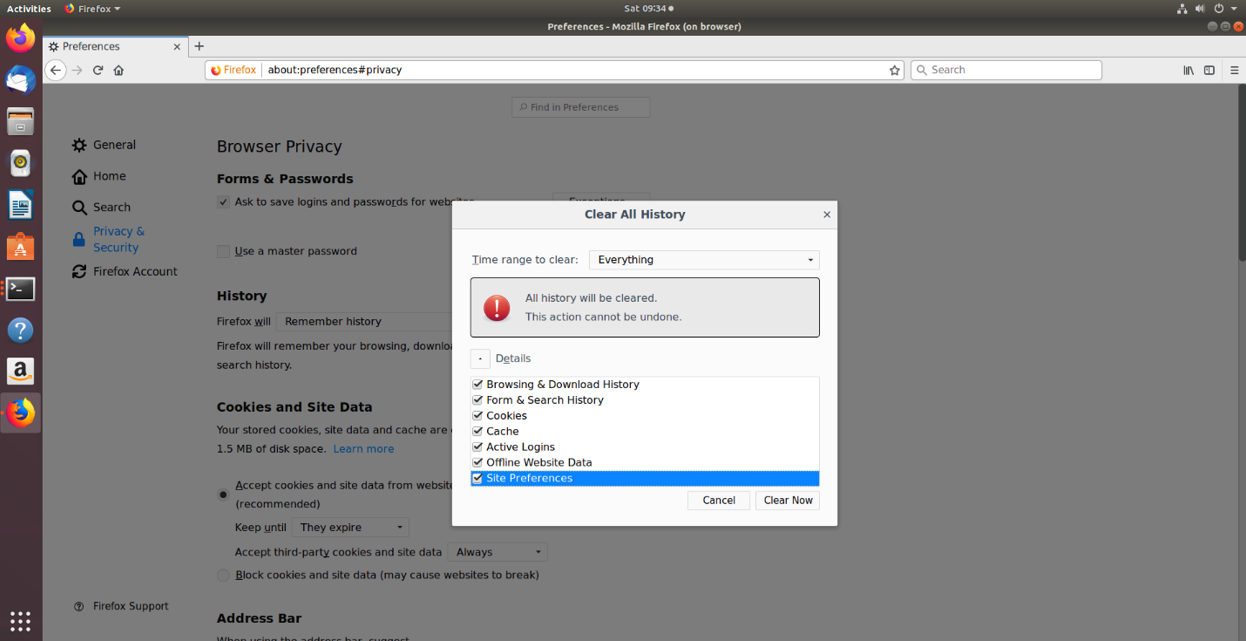 Activities
Firefox
Sat 09:34
Preferences - Mozilla Firefox (on browser)
Preferences
Firefox
about:preferences#privacy
Search
Find in Preferences
General
Home
Search
Privacy &
Security
Firefox Account
Firefox Support
Browser Privacy
Forms & Passwords
Ask to save logins and passwords for
Use a master password
History
Firefox will
Remember history
Firefox will remember your browsing,
search history.
Cookies and Site Data
Your stored cookies, site data and cache are
1.5 MB of disk space. Learn more
Accept cookies and site data from
(recommended)
Keep until
They expire
Accept third-party cookies and site data
Always
Block cookies and site data (may cause websites to break)
Address Bar
When using the address bar, suggest
Clear All History
Time range to clear:
Everything
All history will be cleared.
This action cannot be undone.
Details
Browsing & Download History
Form & Search History
Cookies
Cache
Active Logins
Offline Website Data
Site Preferences
Cancel
Clear Now